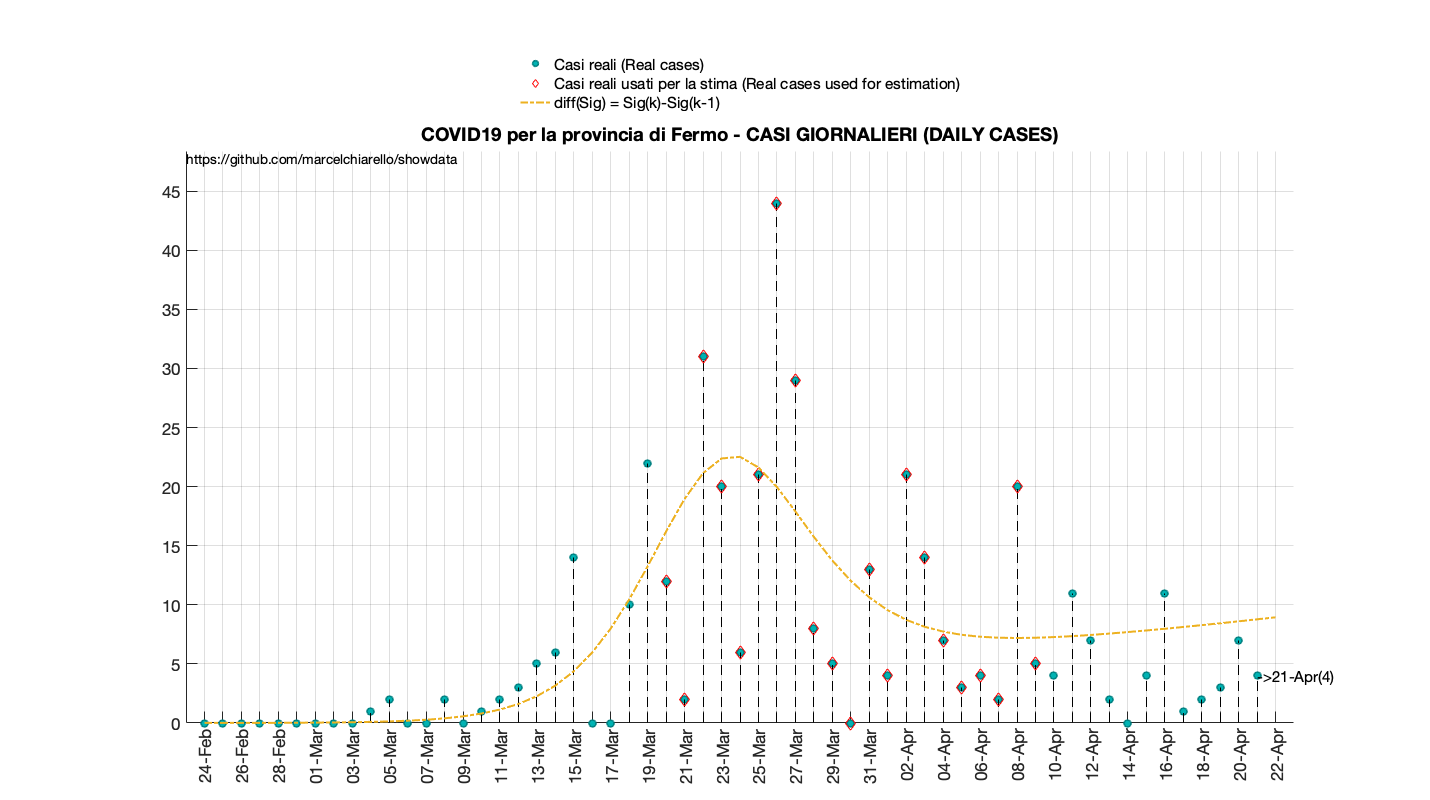 Casi reali (Real cases)
Casi reali usati per la stima (Real cases used for estimation)
diff(Sig) = Sig(k)-Sig(k-1)
COVID19 per la provincia di Fermo - CASI GIORNALIERI (DAILY CASES)
https://github.com/marcelchiarello/showdata
45
40
35
30
25
20
15
10
5
0
>21-Apr(4)
24-Feb
26-Feb
28-Feb
01-Mar
03-Mar
05-Mar
07-Mar
09-Mar
11-Mar
13-Mar
15-Mar
17-Mar
19-Mar
21-Mar
23-Mar
25-Mar
27-Mar
29-Mar
31-Mar
02-Apr
04-Apr
06-Apr
08-Apr
10-Apr
12-Apr
14-Apr
16-Apr
18-Apr
20-Apr
22-Apr